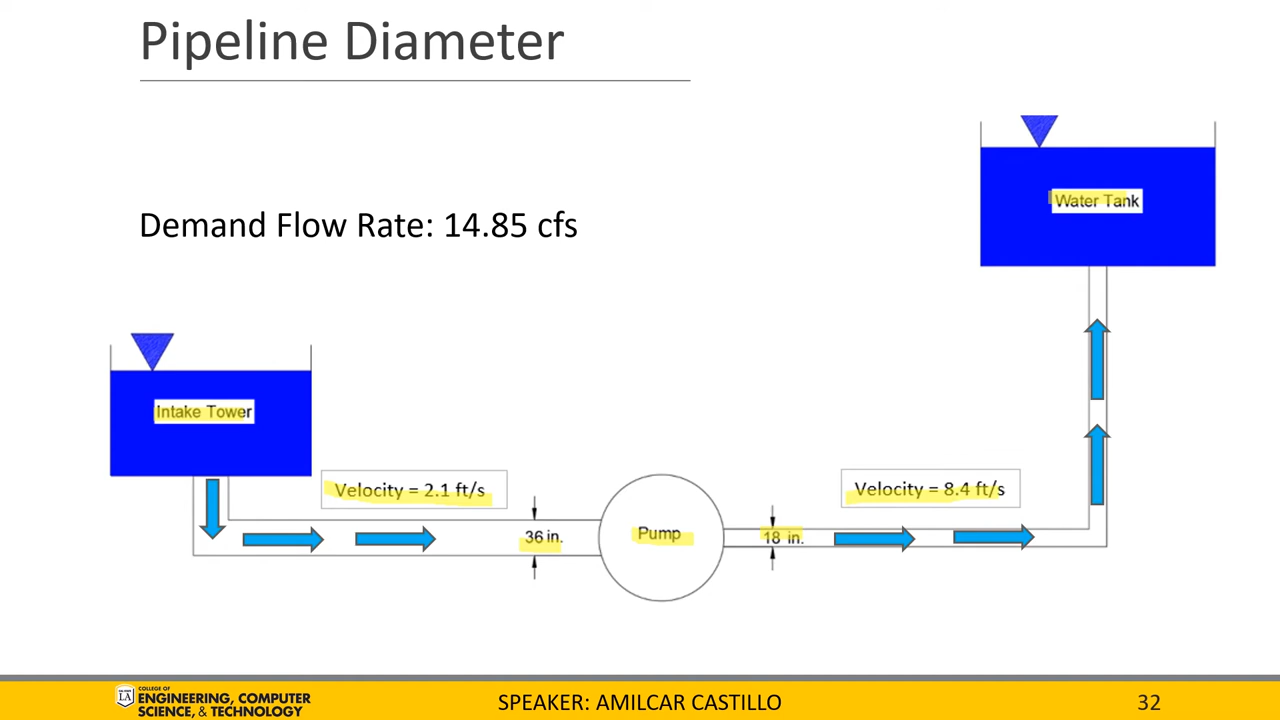 Pipeline Diameter
Demand Flow Rate: 14.85 cfs
Water Tank
Intake Tower
Velocity = 2.1 ft/s
Velocity = 8.4 ft/s
36 in.
Pump
18 in.
LA
COLLEGE OF
ENGINEERING, COMPUTER
SCIENCE, & TECHNOLOGY
SPEAKER: AMILCAR CASTILLO
32